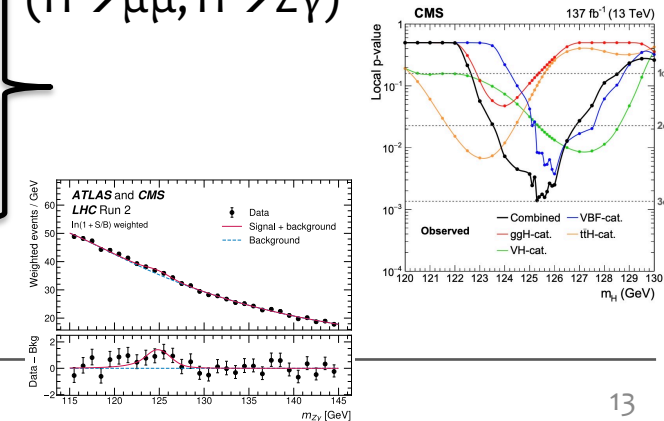 (H→μμ, H→Zγ)
CMS
137 fb⁻¹ (13 TeV)
Local p-value
1
10⁻¹
10⁻²
10⁻³
10⁻⁴
Observed
Combined
VBF-cat.
ggH-cat.
ttH-cat.
VH-cat.
120 121 122 123 124 125 126 127 128 129 130
m_H (GeV)
ATLAS and CMS
LHC Run 2
ln(1 + S/B) weighted
Data
Signal + background
Background
Weighted events / GeV
60
50
40
30
20
Data − Bkg
2
0
−2
115 120 125 130 135 140 145
m_Zγ [GeV]
13